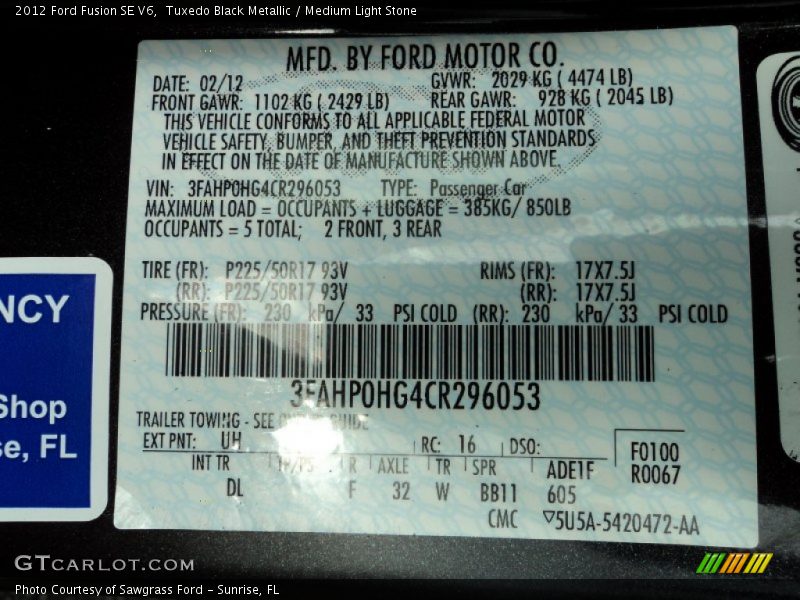 2012 Ford Fusion SE V6,  Tuxedo Black Metallic / Medium Light Stone
MFD. BY FORD MOTOR CO.
DATE: 02/12 GVWR: 2029 KG ( 4474 LB)
FRONT GAWR: 1102 KG ( 2429 LB) REAR GAWR: 928 KG ( 2045 LB)
THIS VEHICLE CONFORMS TO ALL APPLICABLE FEDERAL MOTOR
VEHICLE SAFETY, BUMPER, AND THEFT PREVENTION STANDARDS
IN EFFECT ON THE DATE OF MANUFACTURE SHOWN ABOVE.
VIN: 3FAHP0HG4CR296053 TYPE: Passenger Car
MAXIMUM LOAD = OCCUPANTS + LUGGAGE = 385KG/ 850LB
OCCUPANTS = 5 TOTAL; 2 FRONT, 3 REAR
TIRE (FR): P225/50R17 93V RIMS (FR): 17X7.5J
(RR): P225/50R17 93V (RR): 17X7.5J
PRESSURE (FR): 230 kPa/ 33 PSI COLD (RR): 230 kPa/ 33 PSI COLD
3FAHP0HG4CR296053
TRAILER TOWING - SEE GUIDE
EXT PNT: UH RC: 16 DSO: F0100
INT TR TP/PS R AXLE TR SPR ADE1F R0067
DL F 32 W BB11 605
CMC ▽5U5A-5420472-AA
NCY
Shop
se, FL
GTCARLOT.COM
Photo Courtesy of Sawgrass Ford - Sunrise, FL